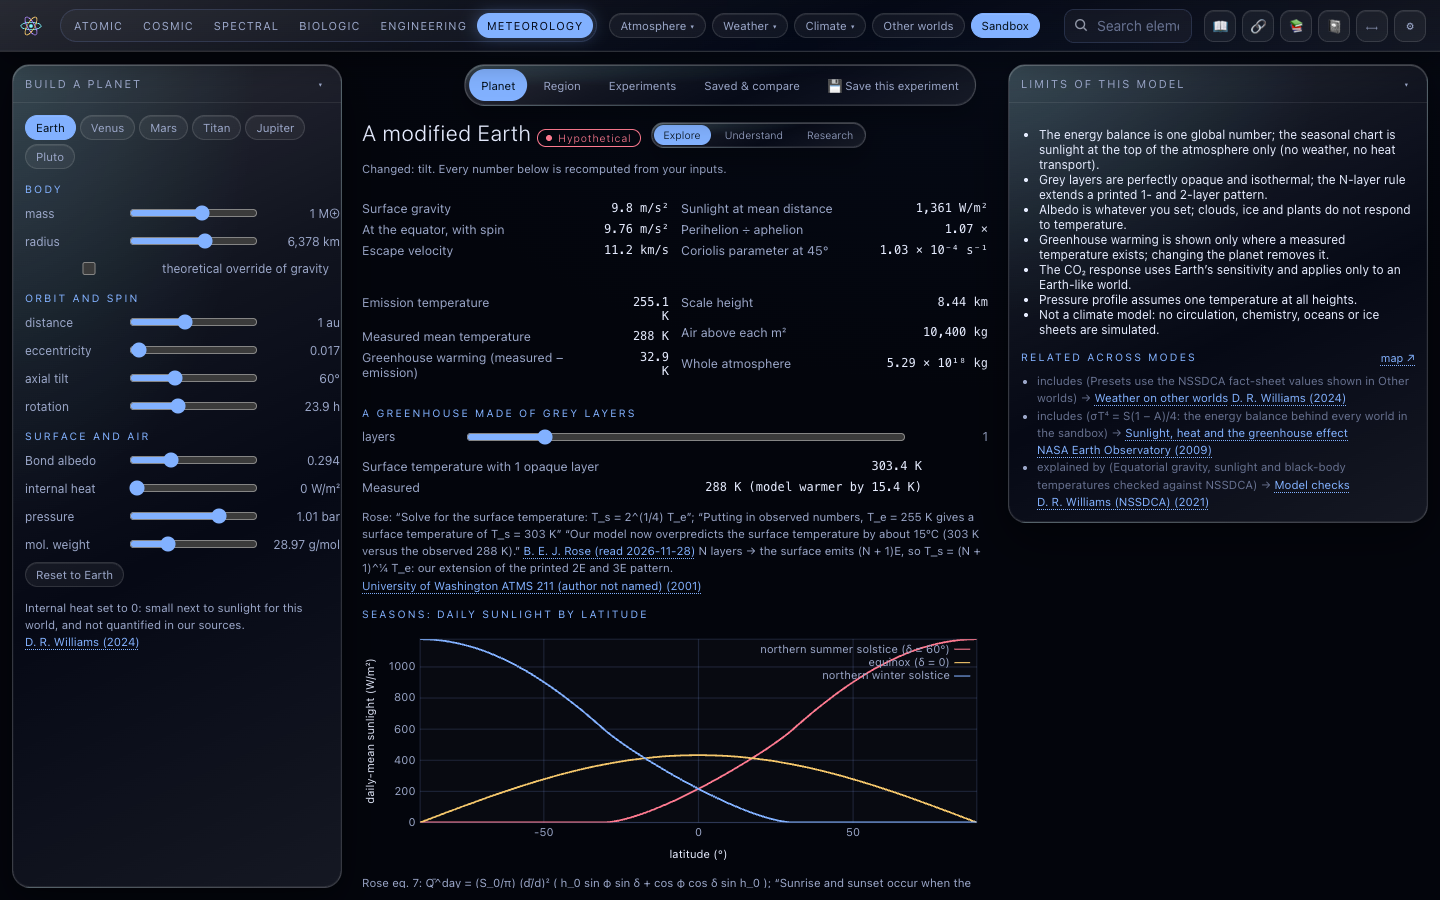 ATOMIC COSMIC SPECTRAL BIOLOGIC ENGINEERING METEOROLOGY Atmosphere ▾ Weather ▾ Climate ▾ Other worlds Sandbox Search eleme
BUILD A PLANET ▾
Earth Venus Mars Titan Jupiter
Pluto
BODY
mass 1 M⊕
radius 6,378 km
theoretical override of gravity
ORBIT AND SPIN
distance 1 au
eccentricity 0.017
axial tilt 60°
rotation 23.9 h
SURFACE AND AIR
Bond albedo 0.294
internal heat 0 W/m²
pressure 1.01 bar
mol. weight 28.97 g/mol
Reset to Earth
Internal heat set to 0: small next to sunlight for this
world, and not quantified in our sources.
D. R. Williams (2024)
Planet Region Experiments Saved & compare 💾 Save this experiment
A modified Earth Hypothetical Explore Understand Research
Changed: tilt. Every number below is recomputed from your inputs.
Surface gravity 9.8 m/s² Sunlight at mean distance 1,361 W/m²
At the equator, with spin 9.76 m/s² Perihelion ÷ aphelion 1.07 ×
Escape velocity 11.2 km/s Coriolis parameter at 45° 1.03 × 10⁻⁴ s⁻¹
Emission temperature 255.1 K Scale height 8.44 km
Measured mean temperature 288 K Air above each m² 10,400 kg
Greenhouse warming (measured − emission) 32.9 K Whole atmosphere 5.29 × 10¹⁸ kg
A GREENHOUSE MADE OF GREY LAYERS
layers 1
Surface temperature with 1 opaque layer 303.4 K
Measured 288 K (model warmer by 15.4 K)
Rose: “Solve for the surface temperature: T_s = 2^(1/4) T_e”; “Putting in observed numbers, T_e = 255 K gives a
surface temperature of T_s = 303 K” “Our model now overpredicts the surface temperature by about 15°C (303 K
versus the observed 288 K).” B. E. J. Rose (read 2026-11-28) N layers → the surface emits (N + 1)E, so T_s = (N +
1)^¼ T_e: our extension of the printed 2E and 3E pattern.
University of Washington ATMS 211 (author not named) (2001)
SEASONS: DAILY SUNLIGHT BY LATITUDE
northern summer solstice (δ = 60°)
equinox (δ = 0)
northern winter solstice
daily-mean sunlight (W/m²)
1000
800
600
400
200
0
-50 0 50
latitude (°)
Rose eq. 7: Q̅^day = (S_0/π) (d̅/d)² ( h_0 sin φ sin δ + cos φ cos δ sin h_0 ); “Sunrise and sunset occur when the
LIMITS OF THIS MODEL ▾
• The energy balance is one global number; the seasonal chart is
sunlight at the top of the atmosphere only (no weather, no heat
transport).
• Grey layers are perfectly opaque and isothermal; the N-layer rule
extends a printed 1- and 2-layer pattern.
• Albedo is whatever you set; clouds, ice and plants do not respond
to temperature.
• Greenhouse warming is shown only where a measured
temperature exists; changing the planet removes it.
• The CO₂ response uses Earth’s sensitivity and applies only to an
Earth-like world.
• Pressure profile assumes one temperature at all heights.
• Not a climate model: no circulation, chemistry, oceans or ice
sheets are simulated.
RELATED ACROSS MODES map ↗
• includes (Presets use the NSSDCA fact-sheet values shown in Other
worlds) → Weather on other worlds D. R. Williams (2024)
• includes (σT⁴ = S(1 − A)/4: the energy balance behind every world in
the sandbox) → Sunlight, heat and the greenhouse effect
NASA Earth Observatory (2009)
• explained by (Equatorial gravity, sunlight and black-body
temperatures checked against NSSDCA) → Model checks
D. R. Williams (NSSDCA) (2021)